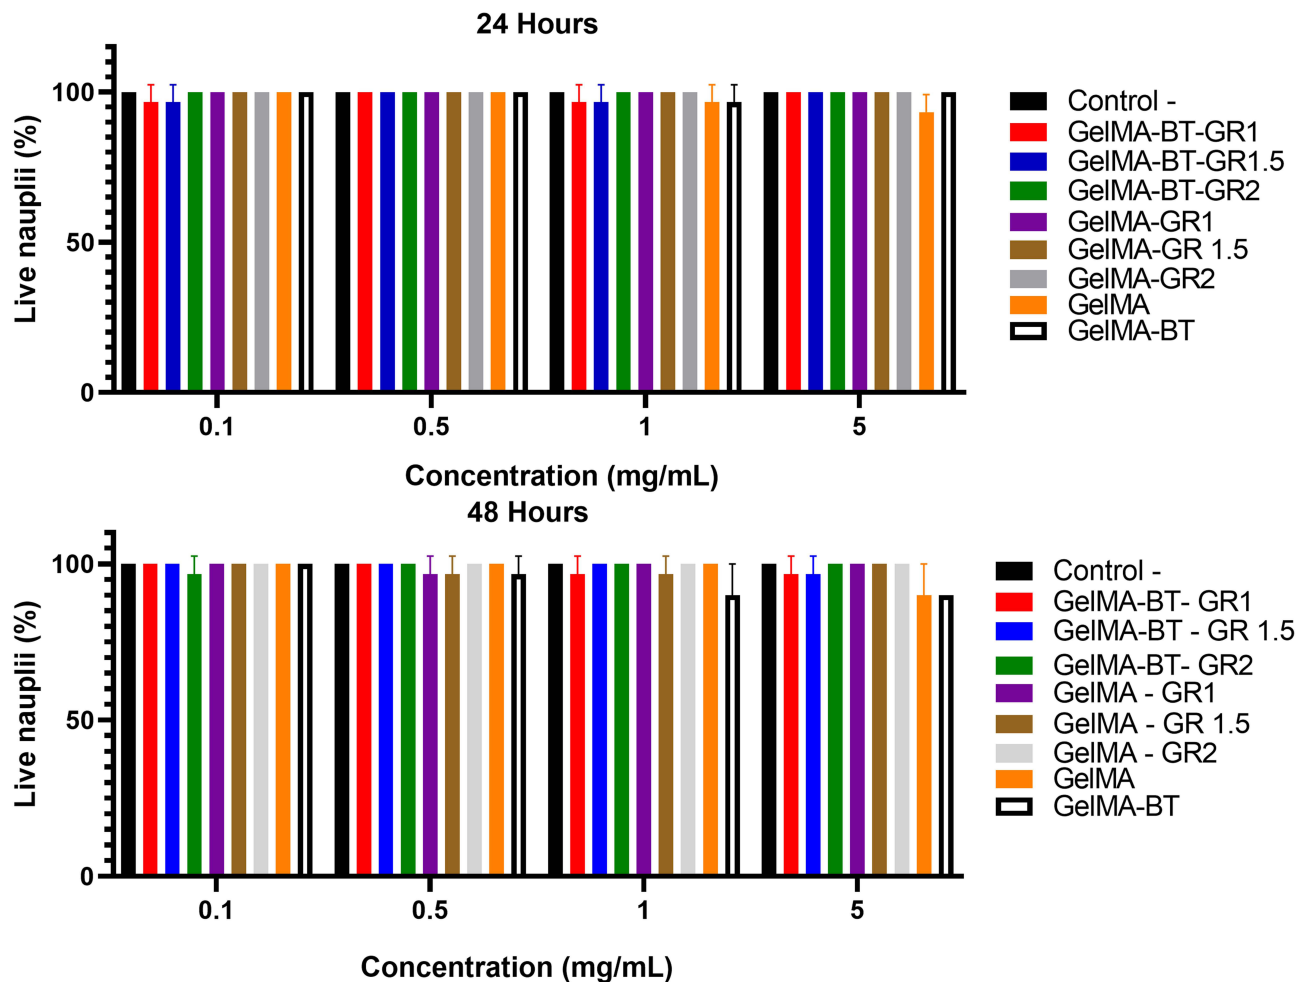 24 Hours
Live nauplii (%)
100
50
0
0.1 0.5 1 5
Concentration (mg/mL)
Control -
GelMA-BT-GR1
GelMA-BT-GR1.5
GelMA-BT-GR2
GelMA-GR1
GelMA-GR 1.5
GelMA-GR2
GelMA
GelMA-BT
48 Hours
Live nauplii (%)
100
50
0
0.1 0.5 1 5
Concentration (mg/mL)
Control -
GelMA-BT- GR1
GelMA-BT - GR 1.5
GelMA-BT- GR2
GelMA - GR1
GelMA - GR 1.5
GelMA - GR2
GelMA
GelMA-BT